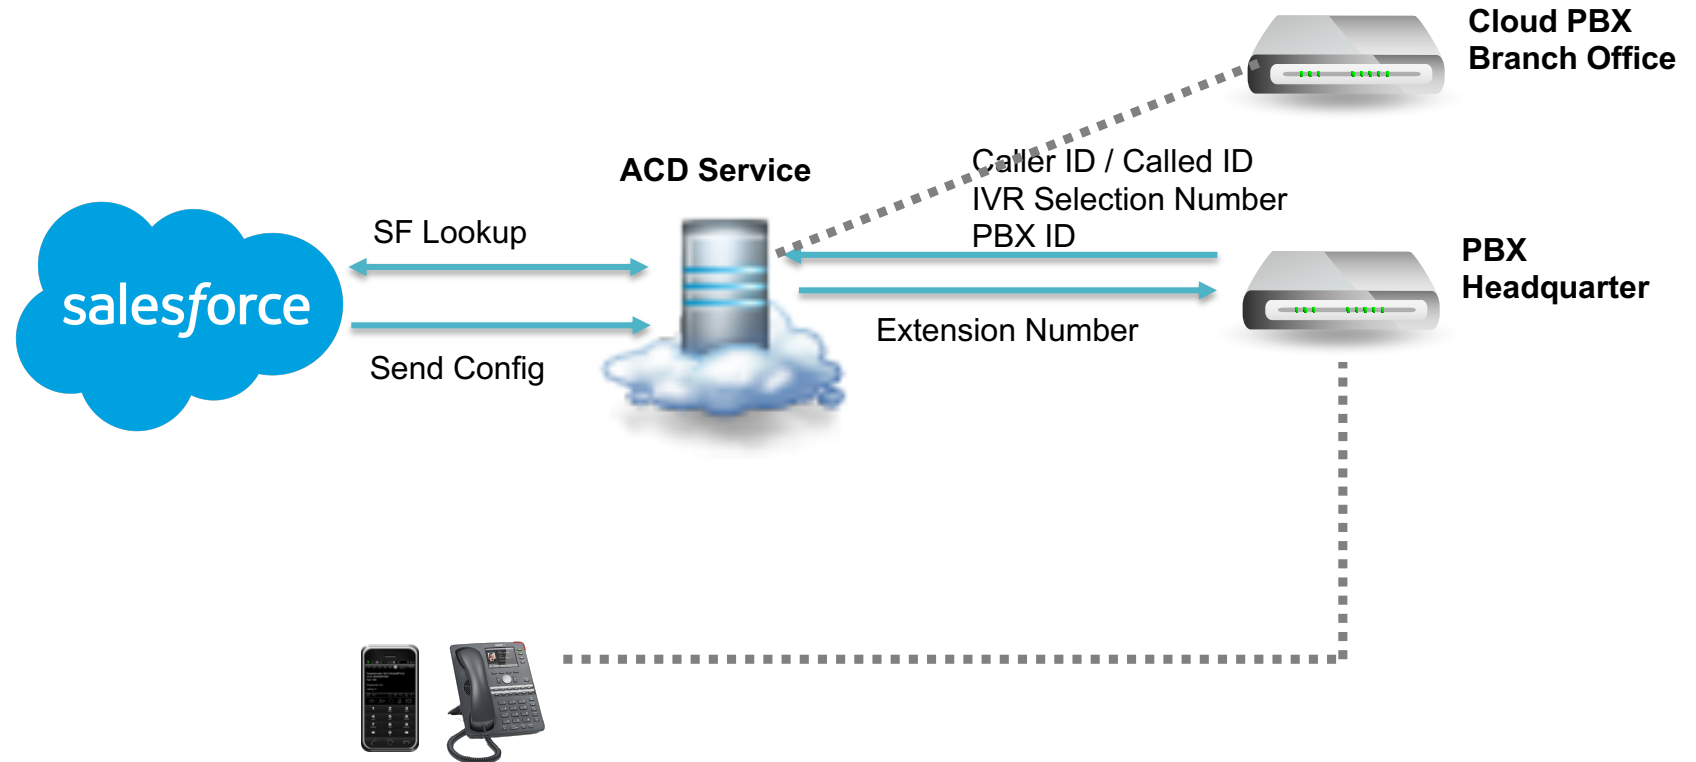 Cloud PBX
Branch Office
ACD Service
Caller ID / Called ID
IVR Selection Number
PBX ID
SF Lookup
PBX
Headquarter
salesforce
Extension Number
Send Config